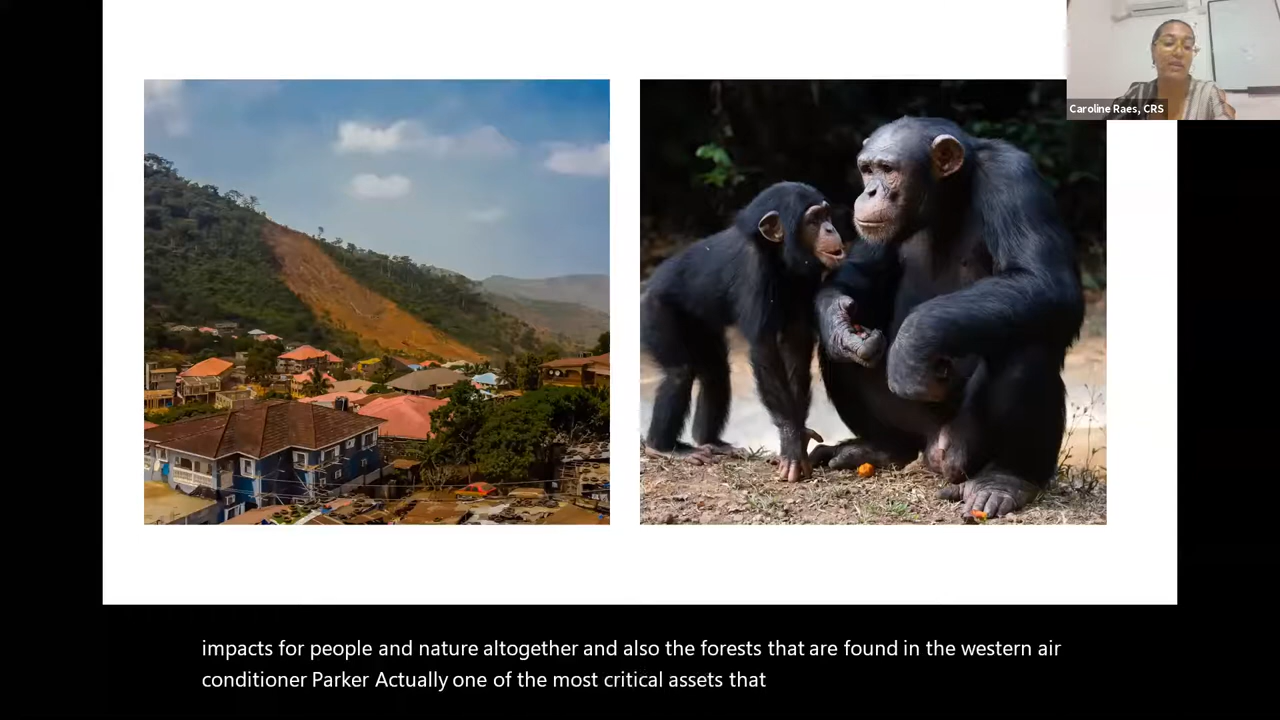 Caroline Raes, CRS
impacts for people and nature altogether and also the forests that are found in the western air
conditioner Parker Actually one of the most critical assets that